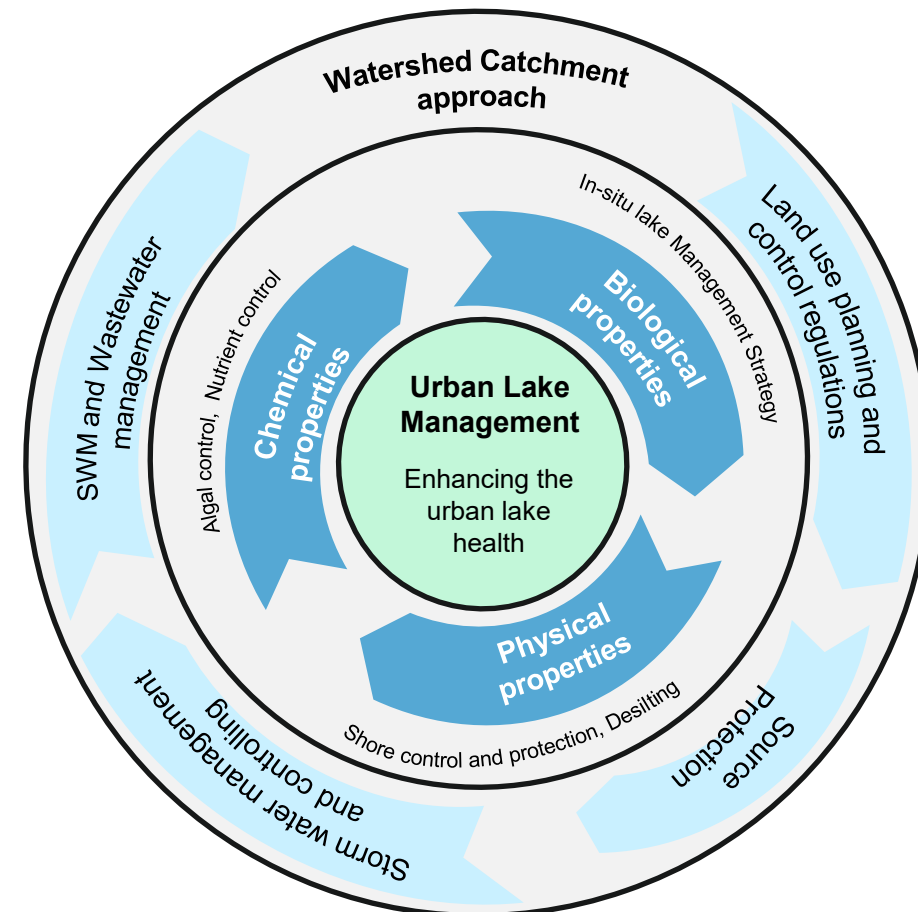 Watershed Catchment
approach
In-situ lake Management Strategy
Land use planning and
control regulations
SWM and Wastewater
management
Algal control, Nutrient control
Chemical
properties
Biological
properties
Urban Lake
Management
Enhancing the
urban lake
health
Physical
properties
Shore control and protection, Desilting
Source
Protection
Storm water management
and controlling